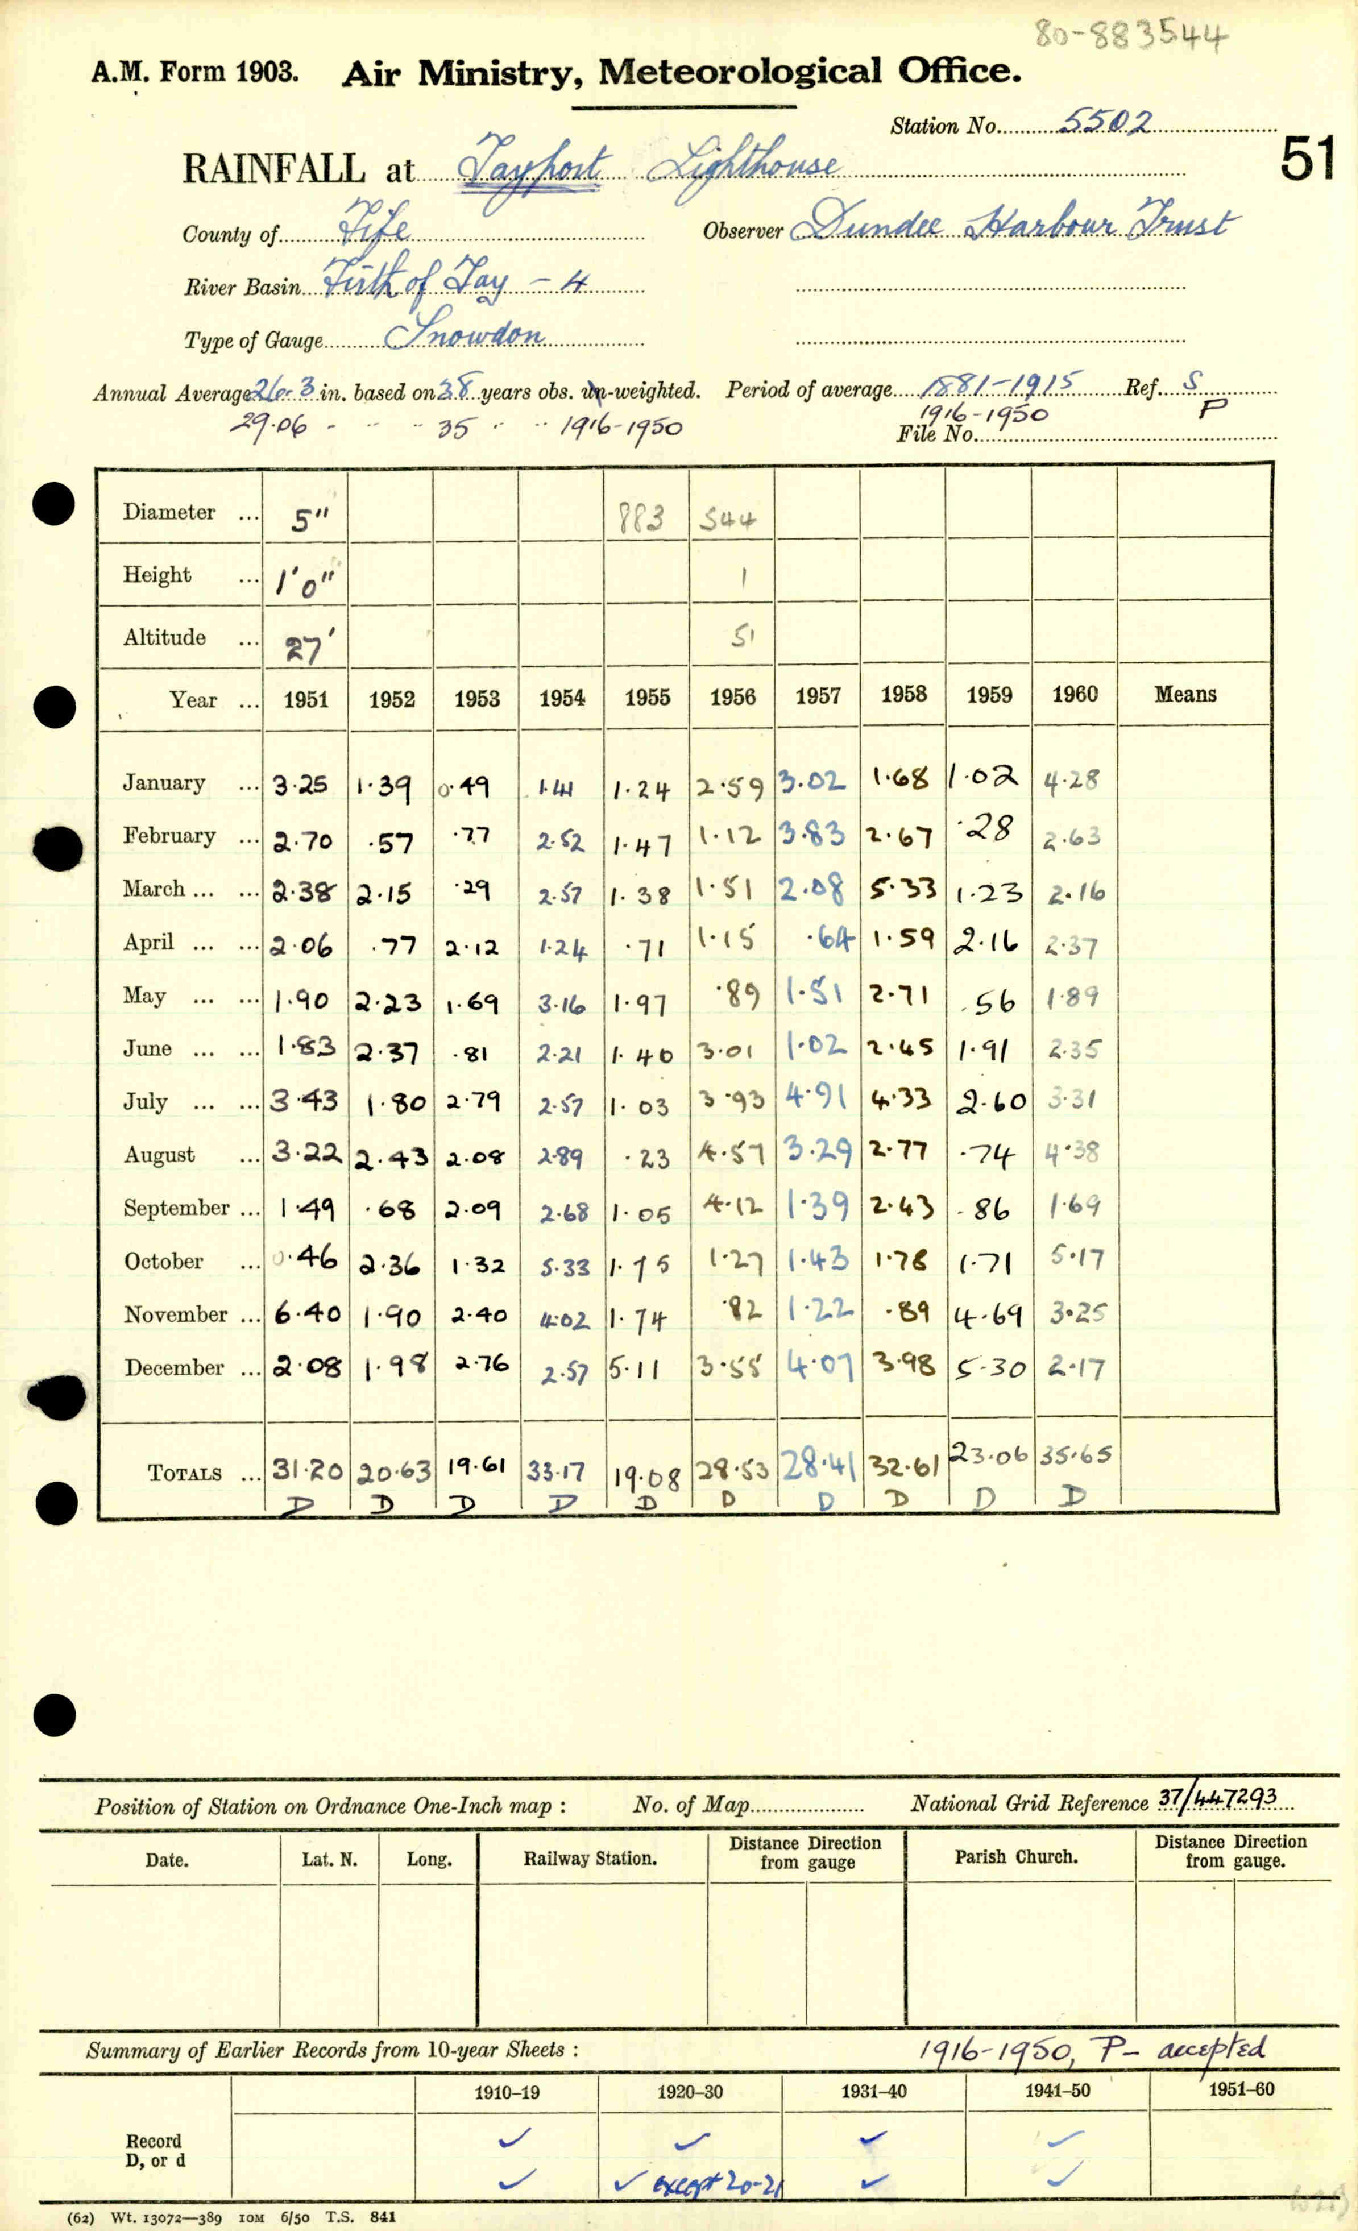 80-883544
A.M. Form 1903. Air Ministry, Meteorological Office.
Station No. 5502
51
RAINFALL at Tayport Lighthouse
County of Fife Observer Dundee Harbour Trust
River Basin Firth of Tay - 4
Type of Gauge Snowdon
Annual Average 26.3 in. based on 38 years obs. un-weighted. Period of average 1881-1915 Ref. S
29.06 - " - 35 " " 1916-1950 1916-1950 P
File No.
Diameter ... 5" 883 544
Height ... 1'0" 1
Altitude ... 27' 51
Year ... 1951 1952 1953 1954 1955 1956 1957 1958 1959 1960 Means
January ... 3.25 1.39 0.49 1.41 1.24 2.59 3.02 1.68 1.02 4.28
February ... 2.70 .57 .77 2.52 1.47 1.12 3.83 2.67 .28 2.63
March ... ... 2.38 2.15 .29 2.57 1.38 1.51 2.08 5.33 1.23 2.16
April ... ... 2.06 .77 2.12 1.24 .71 1.15 .64 1.59 2.16 2.37
May ... ... 1.90 2.23 1.69 3.16 1.97 .89 1.51 2.71 .56 1.89
June ... ... 1.83 2.37 .81 2.21 1.40 3.01 1.02 2.45 1.91 2.35
July ... ... 3.43 1.80 2.79 2.57 1.03 3.93 4.91 4.33 2.60 3.31
August ... 3.22 2.43 2.08 2.89 .23 4.57 3.29 2.77 .74 4.38
September ... 1.49 .68 2.09 2.68 1.05 4.12 1.39 2.43 .86 1.69
October ... 0.46 2.36 1.32 5.33 1.75 1.27 1.43 1.78 1.71 5.17
November ... 6.40 1.90 2.40 4.02 1.74 .82 1.22 .89 4.69 3.25
December ... 2.08 1.98 2.76 2.57 5.11 3.55 4.07 3.98 5.30 2.17
TOTALS ... 31.20 20.63 19.61 33.17 19.08 28.53 28.41 32.61 23.06 35.65
D D D D D D D D D D
Position of Station on Ordnance One-Inch map : No. of Map National Grid Reference 37/447293
Date. Lat. N. Long. Railway Station. Distance Direction from gauge Parish Church. Distance Direction from gauge.
Summary of Earlier Records from 10-year Sheets : 1916-1950, P- accepted
1910-19 1920-30 1931-40 1941-50 1951-60
Record ✓ ✓ ✓ ✓
D, or d ✓ ✓ except 20-21 ✓ ✓
(62) Wt. 13072—389 10M 6/50 T.S. 841